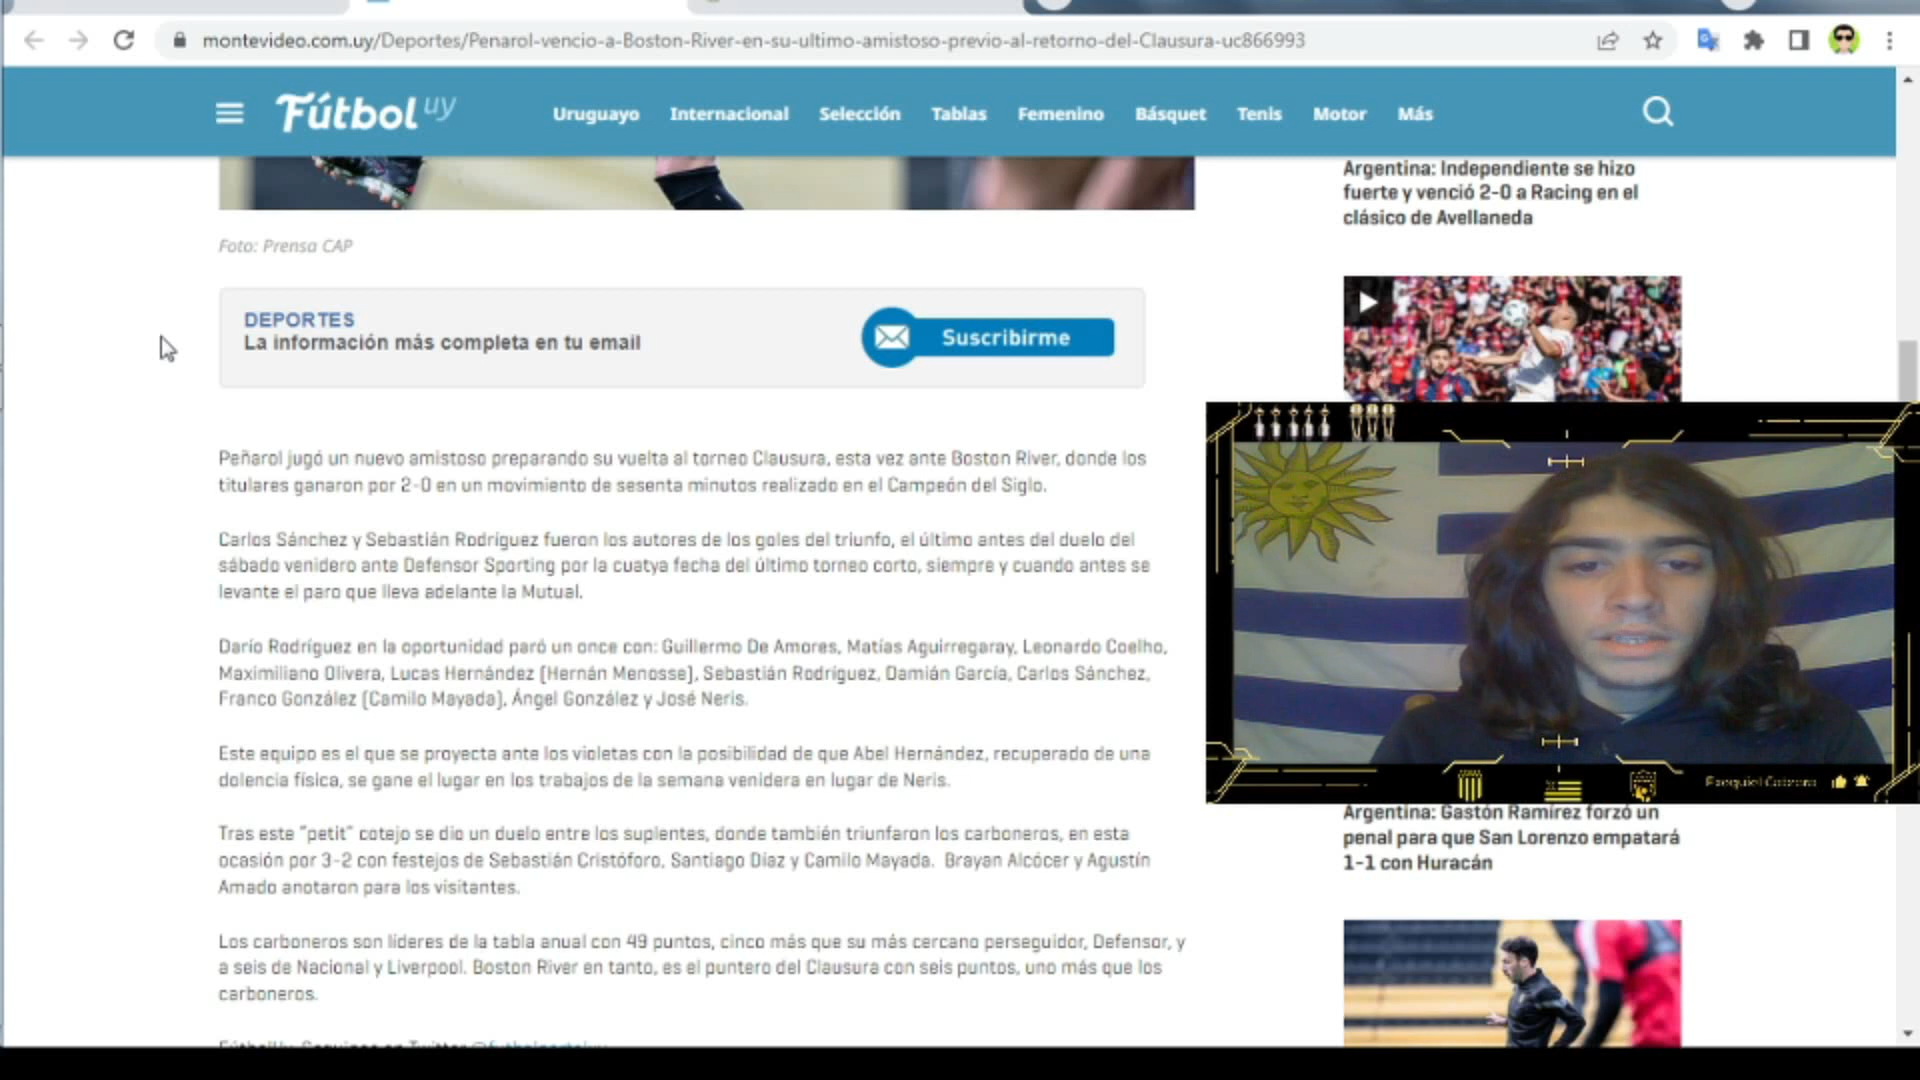 montevideo.com.uy/Deportes/Penarol-vencio-a-Boston-River-en-su-ultimo-amistoso-previo-al-retorno-del-Clausura-uc866993
Fútbol uy
Uruguayo Internacional Selección Tablas Femenino Básquet Tenis Motor Más
Foto: Prensa CAP
DEPORTES
La información más completa en tu email
Suscribirme
Peñarol jugó un nuevo amistoso preparando su vuelta al torneo Clausura, esta vez ante Boston River, donde los
titulares ganaron por 2-0 en un movimiento de sesenta minutos realizado en el Campeón del Siglo.
Carlos Sánchez y Sebastián Rodríguez fueron los autores de los goles del triunfo, el último antes del duelo del
sábado venidero ante Defensor Sporting por la cuatya fecha del último torneo corto, siempre y cuando antes se
levante el paro que lleva adelante la Mutual.
Darío Rodríguez en la oportunidad paró un once con: Guillermo De Amores, Matías Aguirregaray, Leonardo Coelho,
Maximiliano Olivera, Lucas Hernández (Hernán Menosse), Sebastián Rodríguez, Damián García, Carlos Sánchez,
Franco González (Camilo Mayada), Ángel González y José Neris.
Este equipo es el que se proyecta ante los violetas con la posibilidad de que Abel Hernández, recuperado de una
dolencia física, se gane el lugar en los trabajos de la semana venidera en lugar de Neris.
Tras este "petit" cotejo se dio un duelo entre los suplentes, donde también triunfaron los carboneros, en esta
ocasión por 3-2 con festejos de Sebastián Cristóforo, Santiago Díaz y Camilo Mayada. Brayan Alcócer y Agustín
Amado anotaron para los visitantes.
Los carboneros son líderes de la tabla anual con 49 puntos, cinco más que su más cercano perseguidor, Defensor, y
a seis de Nacional y Liverpool. Boston River en tanto, es el puntero del Clausura con seis puntos, uno más que los
carboneros.
Argentina: Independiente se hizo
fuerte y venció 2-0 a Racing en el
clásico de Avellaneda
Ezequiel Cabrera
Argentina: Gastón Ramírez forzó un
penal para que San Lorenzo empatará
1-1 con Huracán